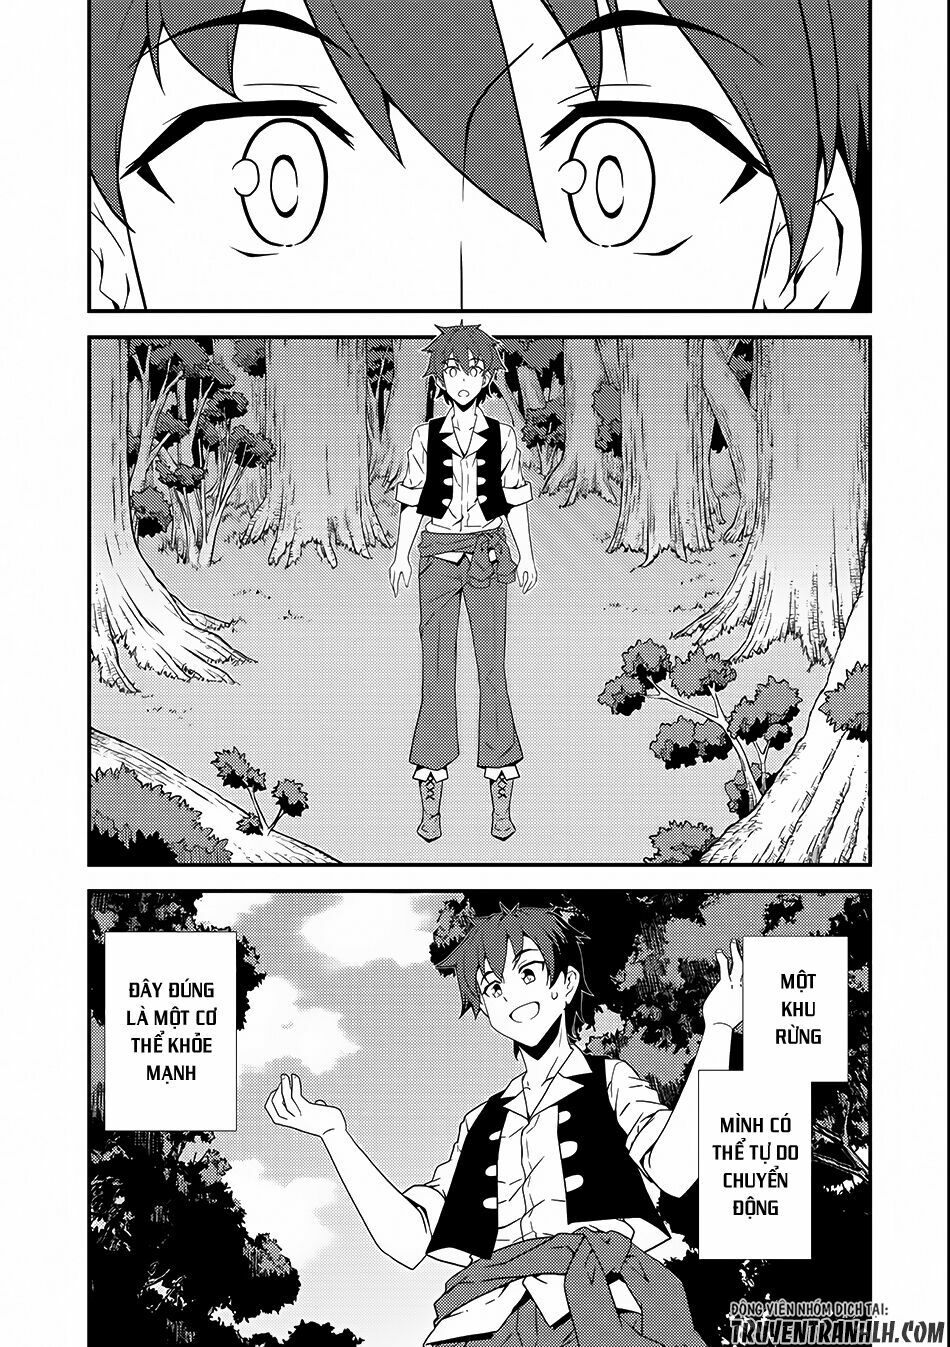 MỘT
KHU
RỪNG
MÌNH CÓ
THỂ TỰ DO
CHUYỂN
ĐỘNG
ĐÂY ĐÚNG
LÀ MỘT CƠ
THỂ KHỎE
MẠNH
ĐỘNG VIÊN NHÓM DỊCH TẠI:
TRUYENTRANHLH.COM